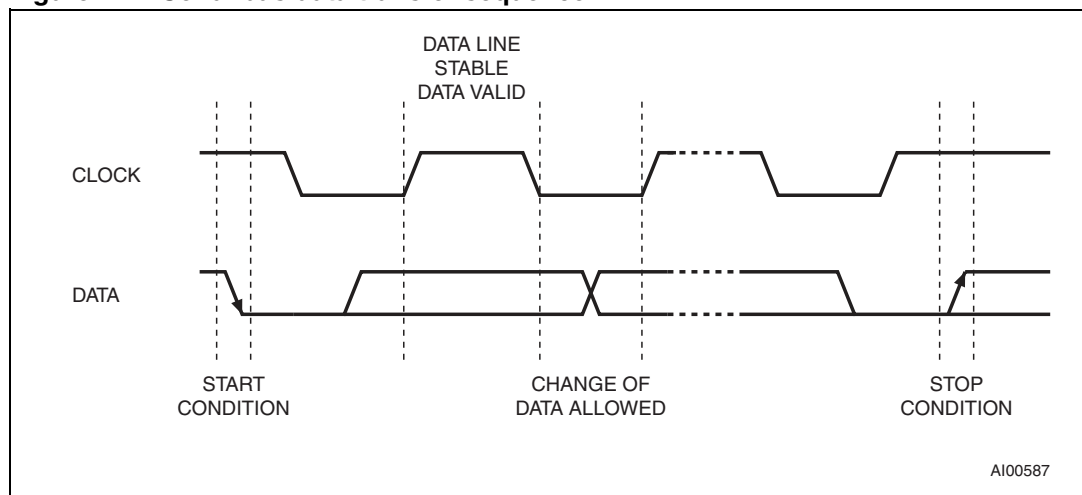 DATA LINE
STABLE
DATA VALID
CLOCK
DATA
START
CONDITION
CHANGE OF
DATA ALLOWED
STOP
CONDITION
AI00587